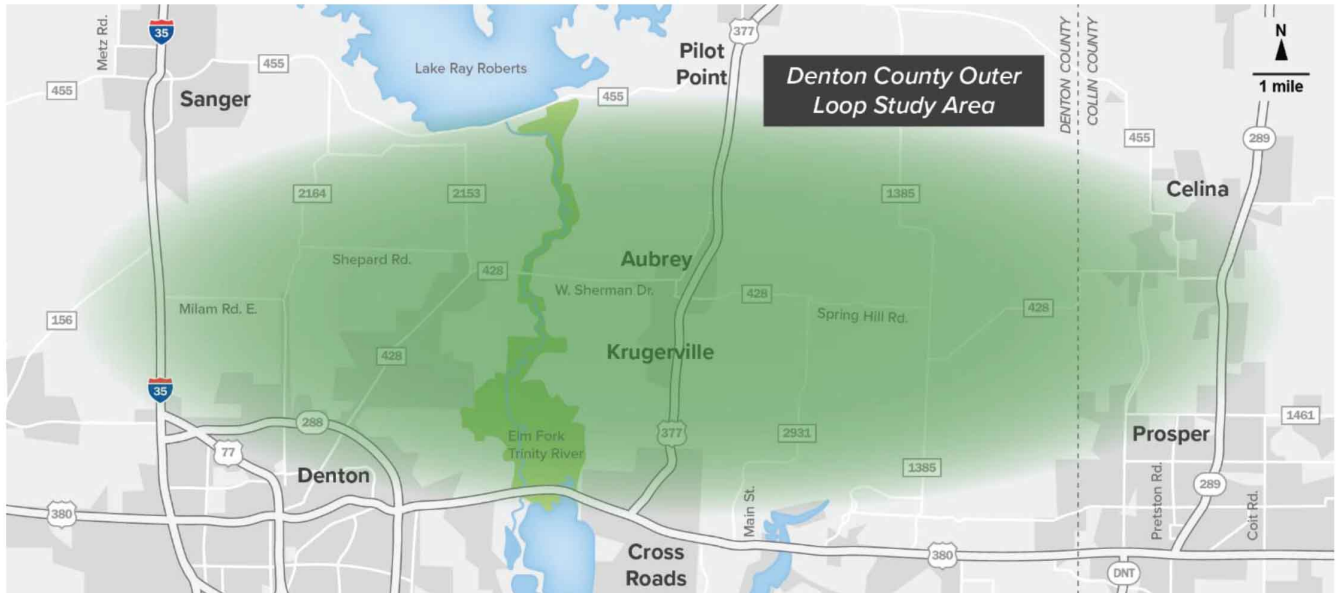 35
Metz Rd.
455
Sanger
455
Lake Ray Roberts
455
Pilot
Point
377
Denton County Outer
Loop Study Area
DENTON COUNTY
COLLIN COUNTY
N
1 mile
289
455
Celina
2164
2153
1385
Shepard Rd.
428
Aubrey
W. Sherman Dr.
428
Spring Hill Rd.
428
Milam Rd. E.
156
428
Krugerville
35
288
77
Denton
Elm Fork
Trinity River
377
2931
1385
1461
Prosper
Pretston Rd.
289
Coit Rd.
380
Cross
Roads
Main St.
380
DNT